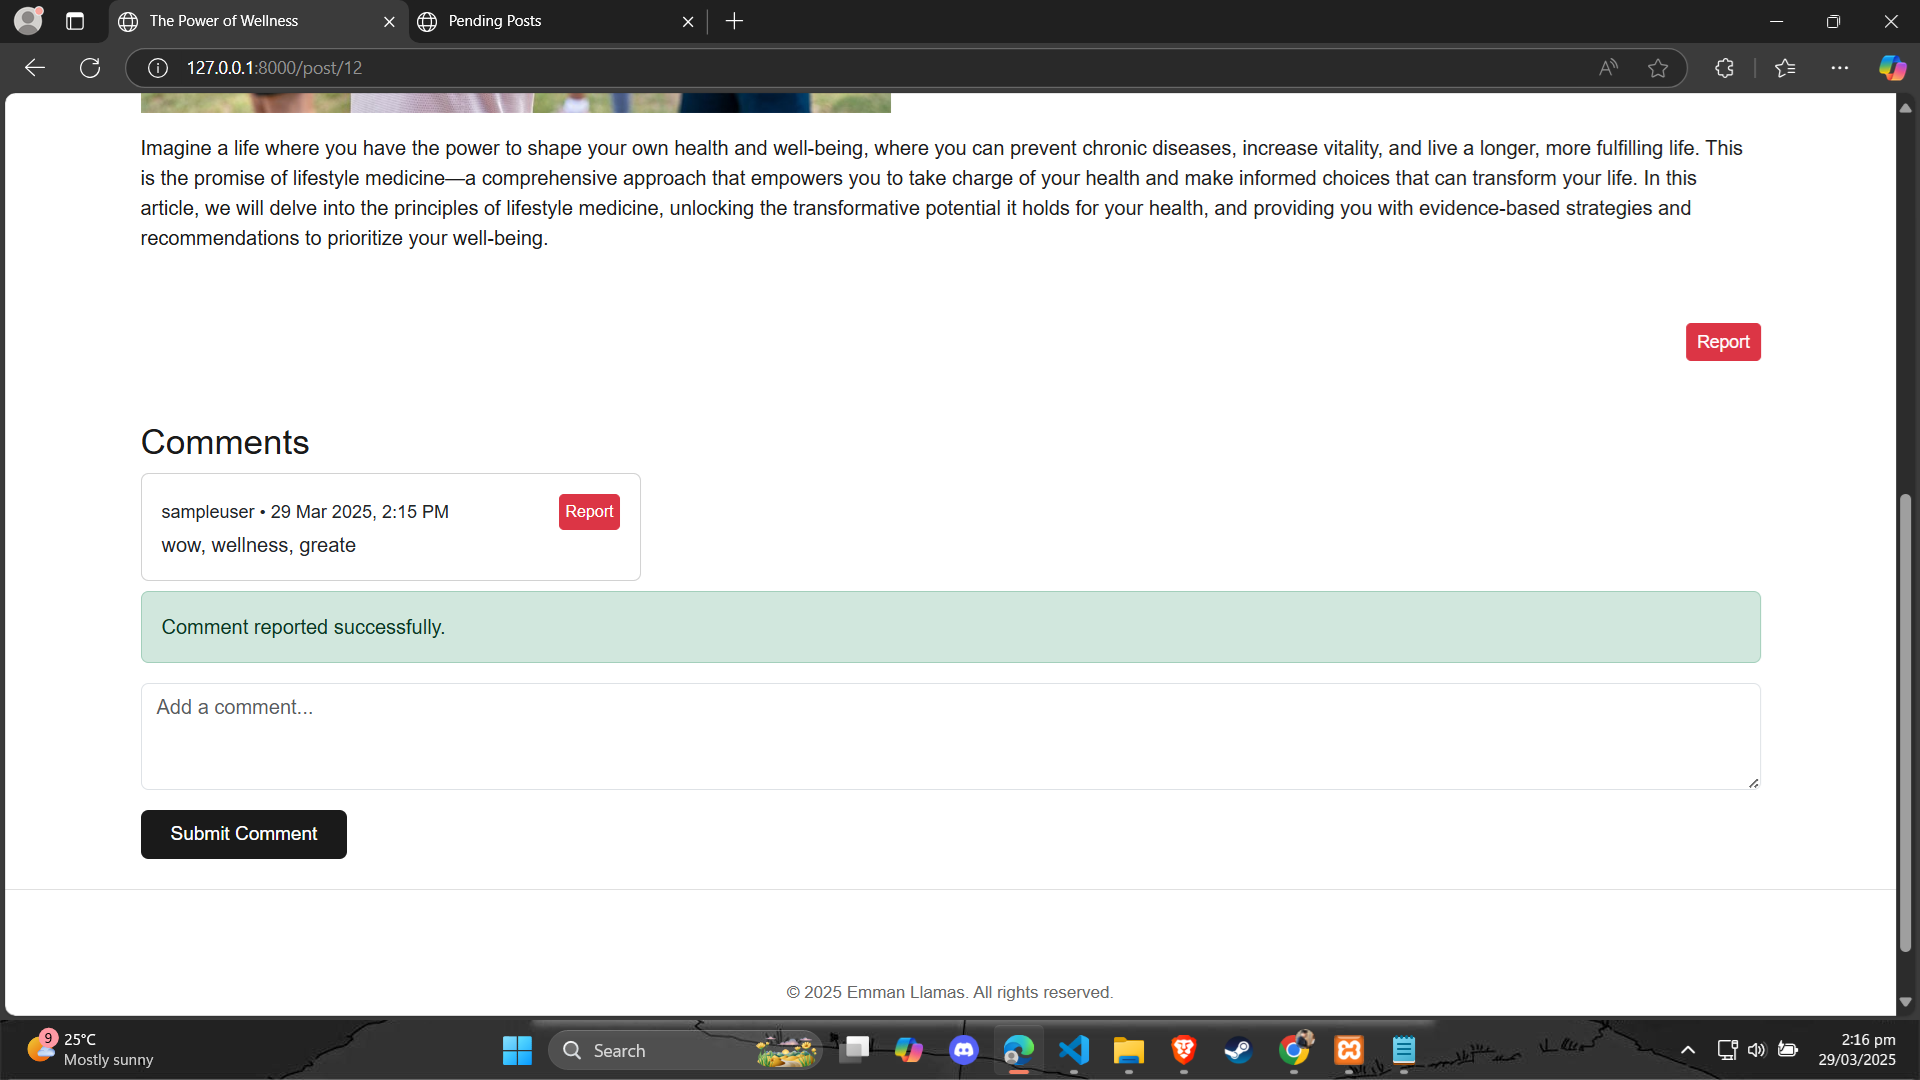 The Power of Wellness
Pending Posts
127.0.0.1:8000/post/12
Imagine a life where you have the power to shape your own health and well-being, where you can prevent chronic diseases, increase vitality, and live a longer, more fulfilling life. This
is the promise of lifestyle medicine—a comprehensive approach that empowers you to take charge of your health and make informed choices that can transform your life. In this
article, we will delve into the principles of lifestyle medicine, unlocking the transformative potential it holds for your health, and providing you with evidence-based strategies and
recommendations to prioritize your well-being.
Report
Comments
sampleuser • 29 Mar 2025, 2:15 PM
Report
wow, wellness, greate
Comment reported successfully.
Add a comment...
Submit Comment
© 2025 Emman Llamas. All rights reserved.
9
25°C
Mostly sunny
Search
2:16 pm
29/03/2025